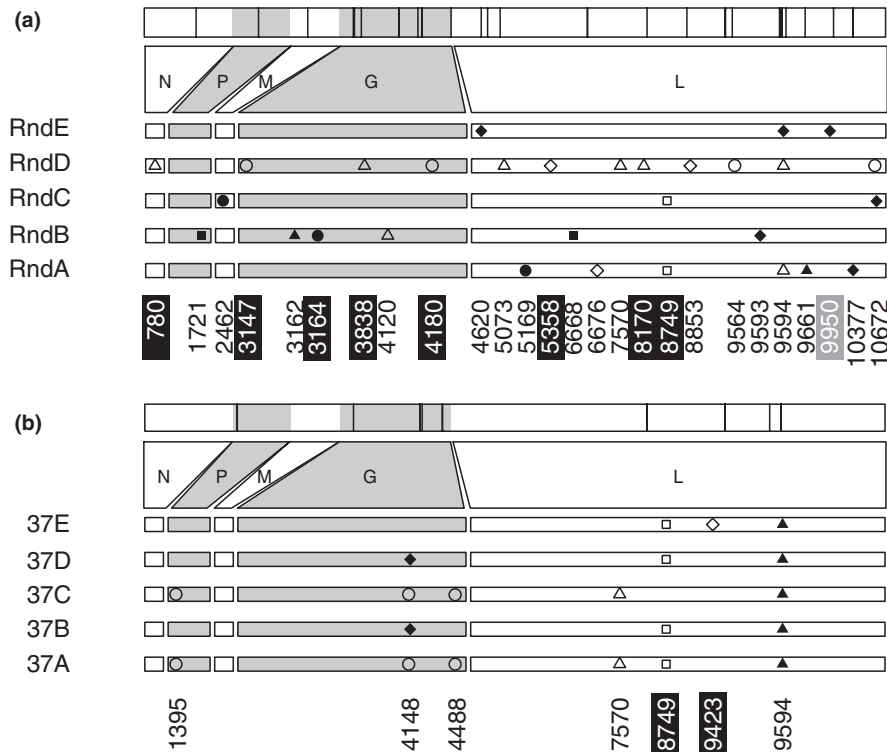 (a)
N P M G L
RndE
RndD
RndC
RndB
RndA
780 1721 2462 3147 3162 3164 3838 4120 4180 4620 5073 5169 5358 6668 6676 7570 8170 8749 8853 9564 9593 9594 9661 9950 10377 10672
(b)
N P M G L
37E
37D
37C
37B
37A
1395 4148 4488 7570 8749 9423 9594